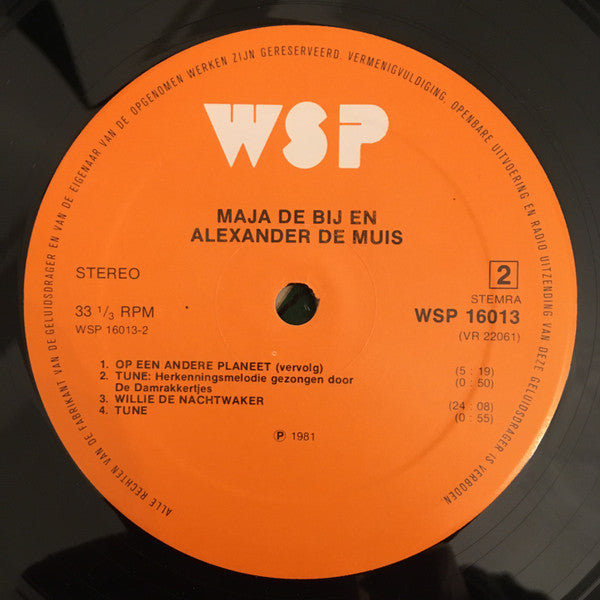 ALLE RECHTEN VAN DE FABRIKANT VAN DE GELUIDSDRAGER EN VAN DE EIGENAAR VAN DE OPGENOMEN WERKEN ZIJN GERESERVEERD. VERMENIGVULDIGING, OPENBARE UITVOERING EN RADIO UITZENDING VAN DEZE GELUIDSDRAGER IS VERBODEN
WSP
MAJA DE BIJ EN
ALEXANDER DE MUIS
STEREO
2
STEMRA
33 1/3 RPM
WSP 16013
WSP 16013-2
(VR 22061)
1. OP EEN ANDERE PLANEET (vervolg) (5 : 19)
2. TUNE: Herkenningsmelodie gezongen door (0 : 50)
De Damrakkertjes
3. WILLIE DE NACHTWAKER (24 : 08)
4. TUNE (0 : 55)
Ⓟ 1981